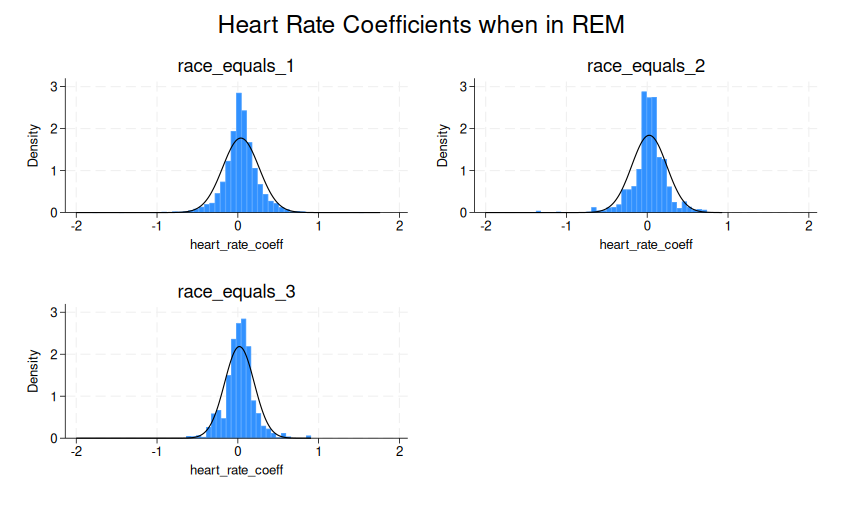 Heart Rate Coefficients when in REM
race_equals_1
3
2
1
0
Density
-2 -1 0 1 2
heart_rate_coeff
race_equals_2
3
2
1
0
Density
-2 -1 0 1 2
heart_rate_coeff
race_equals_3
3
2
1
0
Density
-2 -1 0 1 2
heart_rate_coeff